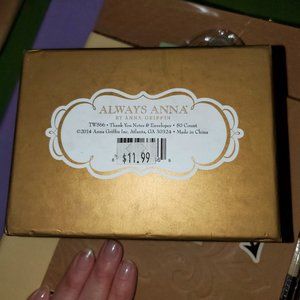 ALWAYS ANNA®
BY ANNA GRIFFIN
TW366 • Thank You Notes & Envelopes • 80 Count
©2014 Anna Griffin Inc, Atlanta, GA 30324 • Made in China
$11.99